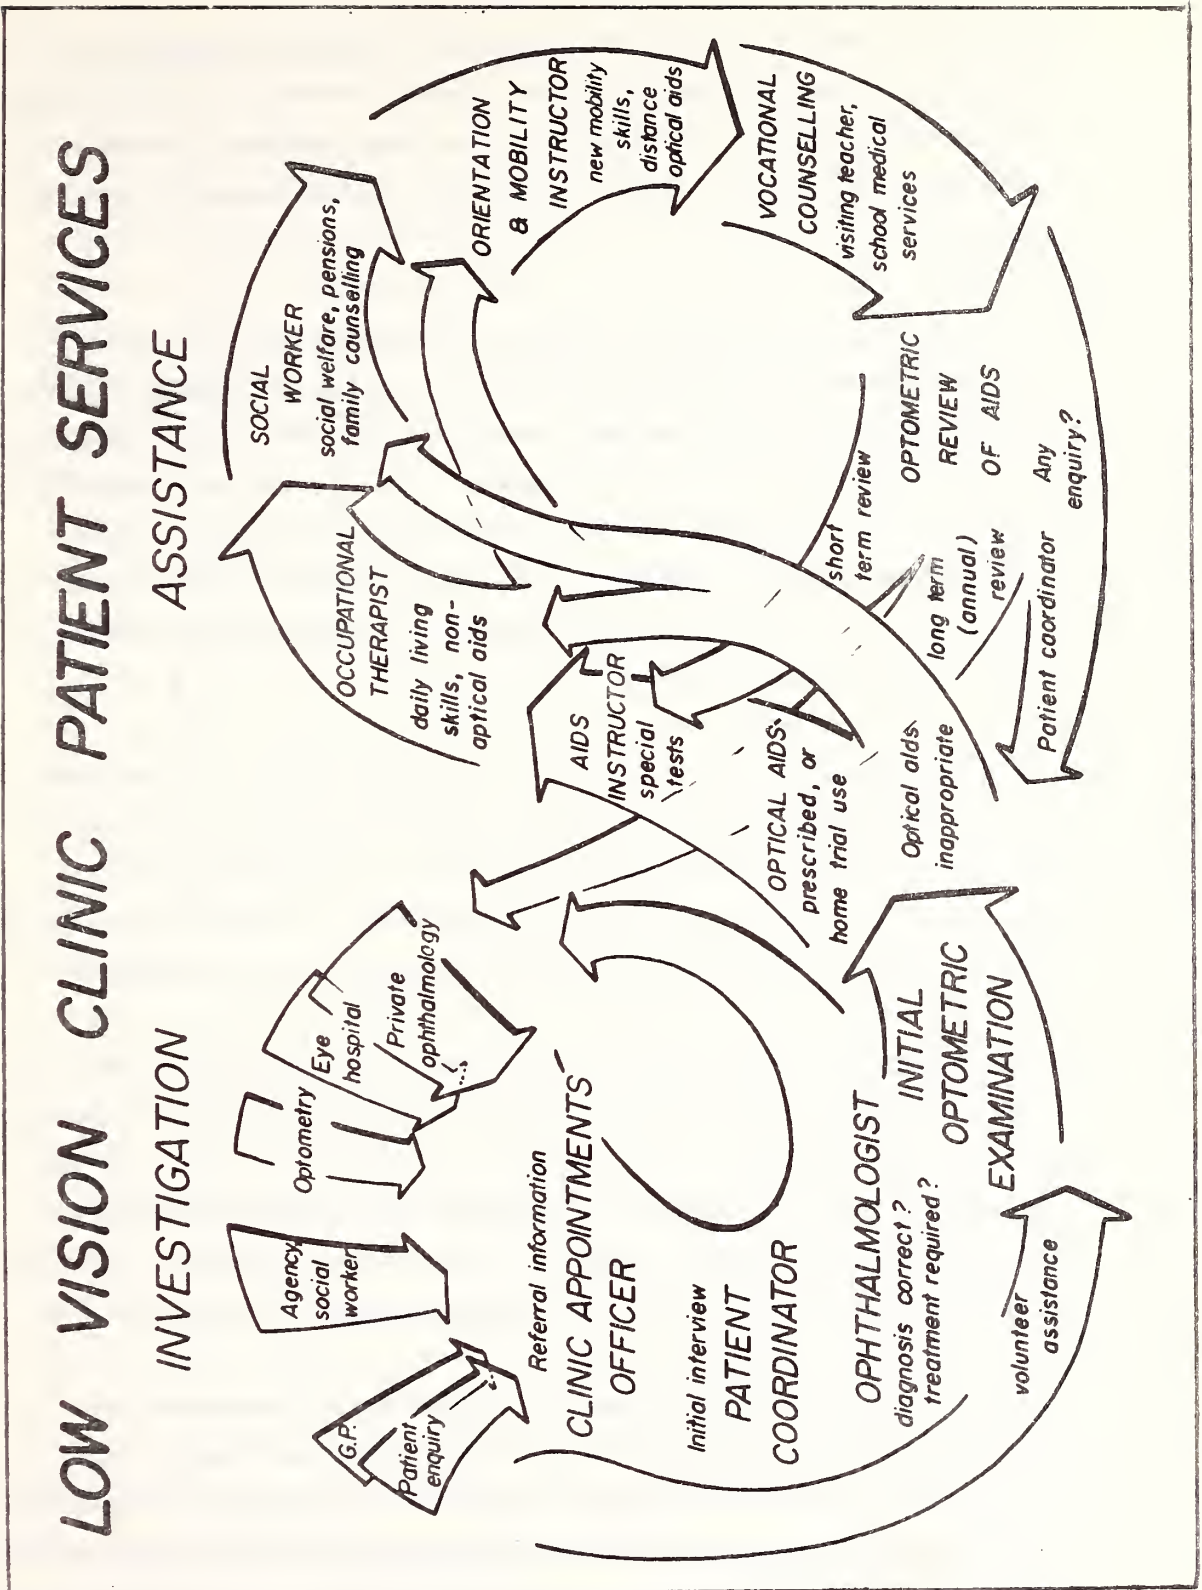 LOW VISION CLINIC PATIENT SERVICES
INVESTIGATION
ASSISTANCE
G.P.
Patient
enquiry
Agency
social
worker
Optometry
Eye
hospital
Private
ophthalmology
Referral information
CLINIC APPOINTMENTS
OFFICER
Initial interview
PATIENT
COORDINATOR
OPHTHALMOLOGIST
diagnosis correct?
treatment required?
volunteer
assistance
INITIAL
OPTOMETRIC
EXAMINATION
OPTICAL AIDS
prescribed, or
home trial use
Optical aids
inappropriate
AIDS
INSTRUCTOR
special
tests
OCCUPATIONAL
THERAPIST
daily living
skills, non-
optical aids
SOCIAL
WORKER
social welfare, pensions,
family counselling
ORIENTATION
& MOBILITY
INSTRUCTOR
new mobility
skills,
distance
optical aids
VOCATIONAL
COUNSELLING
visiting teacher,
school medical
services
OPTOMETRIC
REVIEW
OF AIDS
short
term review
long term
(annual)
review
Any
enquiry?
Patient coordinator